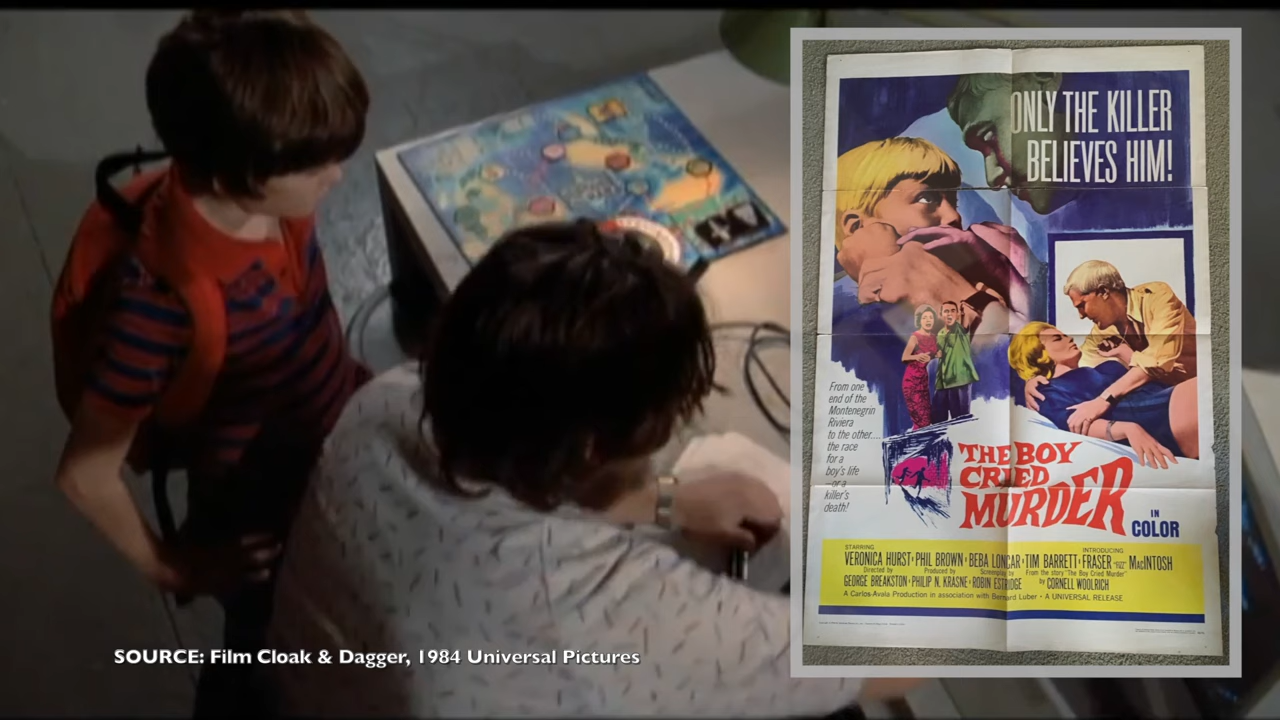 ONLY THE KILLER
BELIEVES HIM!
From one
end of the
Montenegrin
Riviera
to the other....
the race
for a
boy's life
—or a
killer's
death!
THE BOY
CRIED
MURDER
IN
COLOR
STARRING
INTRODUCING
VERONICA HURST · PHIL BROWN · BEBA LONCAR · TIM BARRETT · FRASER "FIZZ" MacINTOSH
Directed by Produced by Screenplay by From the story "The Boy Cried Murder"
GEORGE BREAKSTON · PHILIP N. KRASNE · ROBIN ESTRIDGE by CORNELL WOOLRICH
A Carlos-Avala Production in association with Bernard Luber - A UNIVERSAL RELEASE
SOURCE: Film Cloak & Dagger, 1984 Universal Pictures